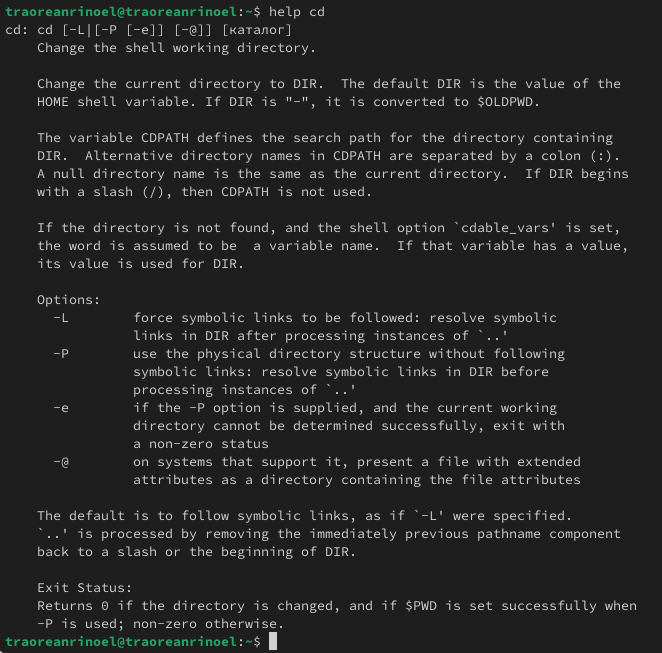 traoreanrinoel@traoreanrinoel:~$ help cd
cd: cd [-L|[-P [-e]] [-@]] [каталог]
    Change the shell working directory.

    Change the current directory to DIR.  The default DIR is the value of the
    HOME shell variable. If DIR is "-", it is converted to $OLDPWD.

    The variable CDPATH defines the search path for the directory containing
    DIR.  Alternative directory names in CDPATH are separated by a colon (:).
    A null directory name is the same as the current directory.  If DIR begins
    with a slash (/), then CDPATH is not used.

    If the directory is not found, and the shell option `cdable_vars' is set,
    the word is assumed to be  a variable name.  If that variable has a value,
    its value is used for DIR.

    Options:
      -L        force symbolic links to be followed: resolve symbolic
                links in DIR after processing instances of `..'
      -P        use the physical directory structure without following
                symbolic links: resolve symbolic links in DIR before
                processing instances of `..'
      -e        if the -P option is supplied, and the current working
                directory cannot be determined successfully, exit with
                a non-zero status
      -@        on systems that support it, present a file with extended
                attributes as a directory containing the file attributes

    The default is to follow symbolic links, as if `-L' were specified.
    `..' is processed by removing the immediately previous pathname component
    back to a slash or the beginning of DIR.

    Exit Status:
    Returns 0 if the directory is changed, and if $PWD is set successfully when
    -P is used; non-zero otherwise.
traoreanrinoel@traoreanrinoel:~$